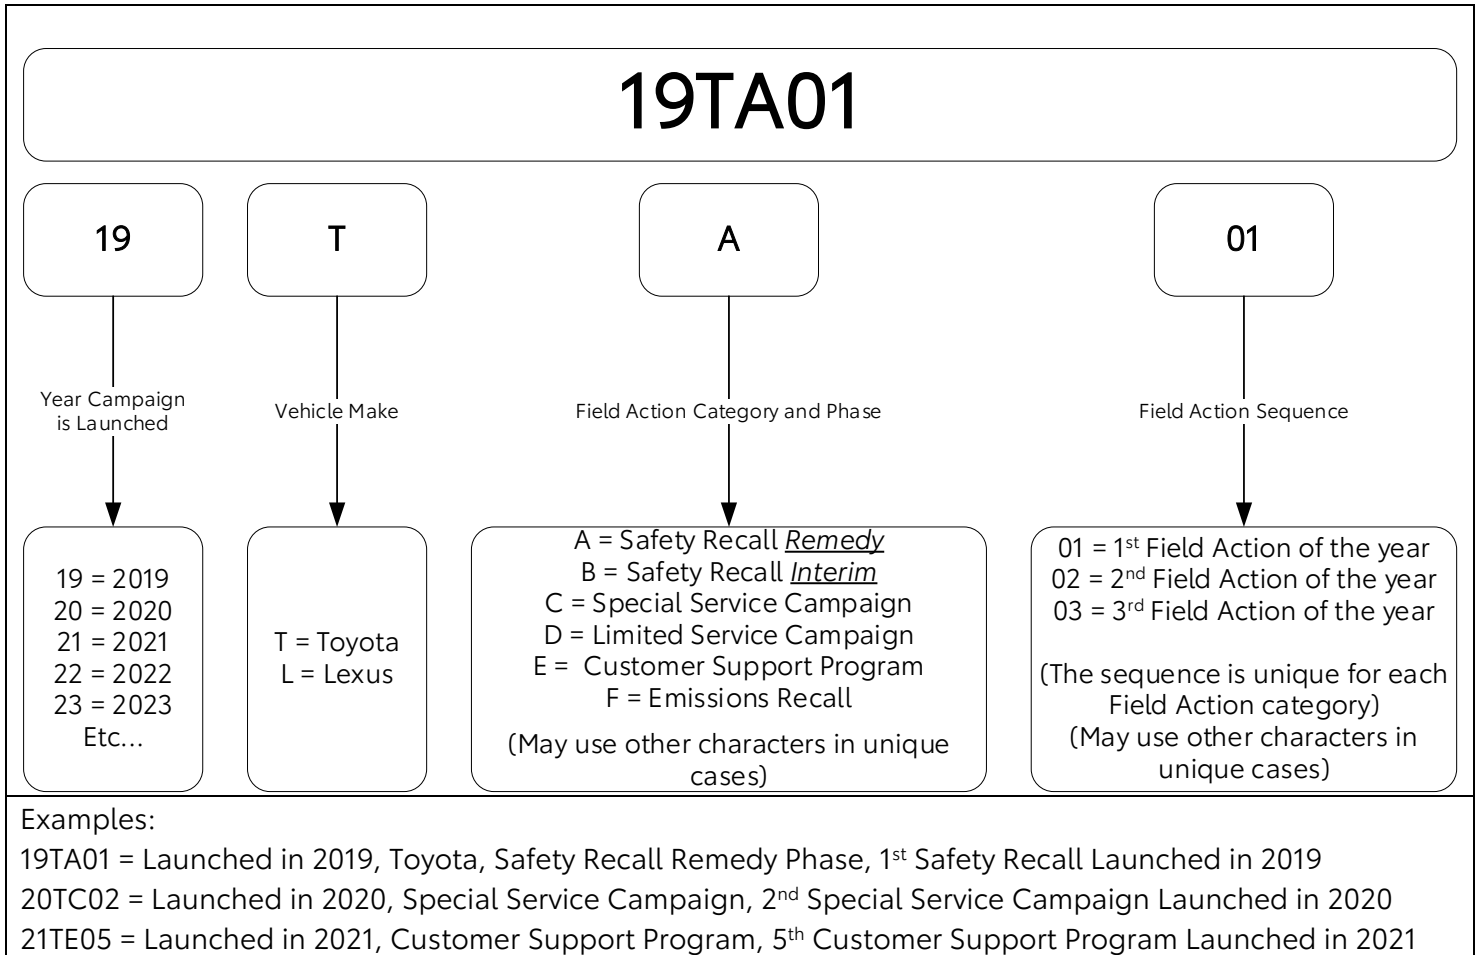 19TA01
19
T
A
01
Year Campaign
is Launched
Vehicle Make
Field Action Category and Phase
Field Action Sequence
19 = 2019
20 = 2020
21 = 2021
22 = 2022
23 = 2023
Etc...
T = Toyota
L = Lexus
A = Safety Recall Remedy
B = Safety Recall Interim
C = Special Service Campaign
D = Limited Service Campaign
E =  Customer Support Program
F = Emissions Recall
(May use other characters in unique
cases)
01 = 1st Field Action of the year
02 = 2nd Field Action of the year
03 = 3rd Field Action of the year
(The sequence is unique for each
Field Action category)
(May use other characters in
unique cases)
Examples:
19TA01 = Launched in 2019, Toyota, Safety Recall Remedy Phase, 1st Safety Recall Launched in 2019
20TC02 = Launched in 2020, Special Service Campaign, 2nd Special Service Campaign Launched in 2020
21TE05 = Launched in 2021, Customer Support Program, 5th Customer Support Program Launched in 2021